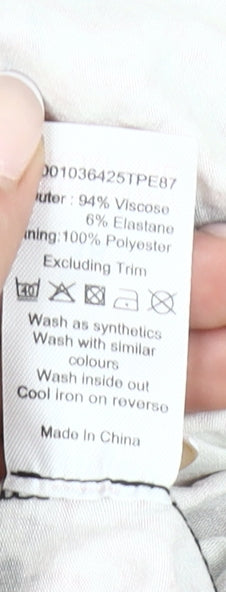 001036425TPE87
uter : 94% Viscose
6% Elastane
ning:100% Polyester
Excluding Trim
40
Wash as synthetics
Wash with similar
colours
Wash inside out
Cool iron on reverse
Made In China